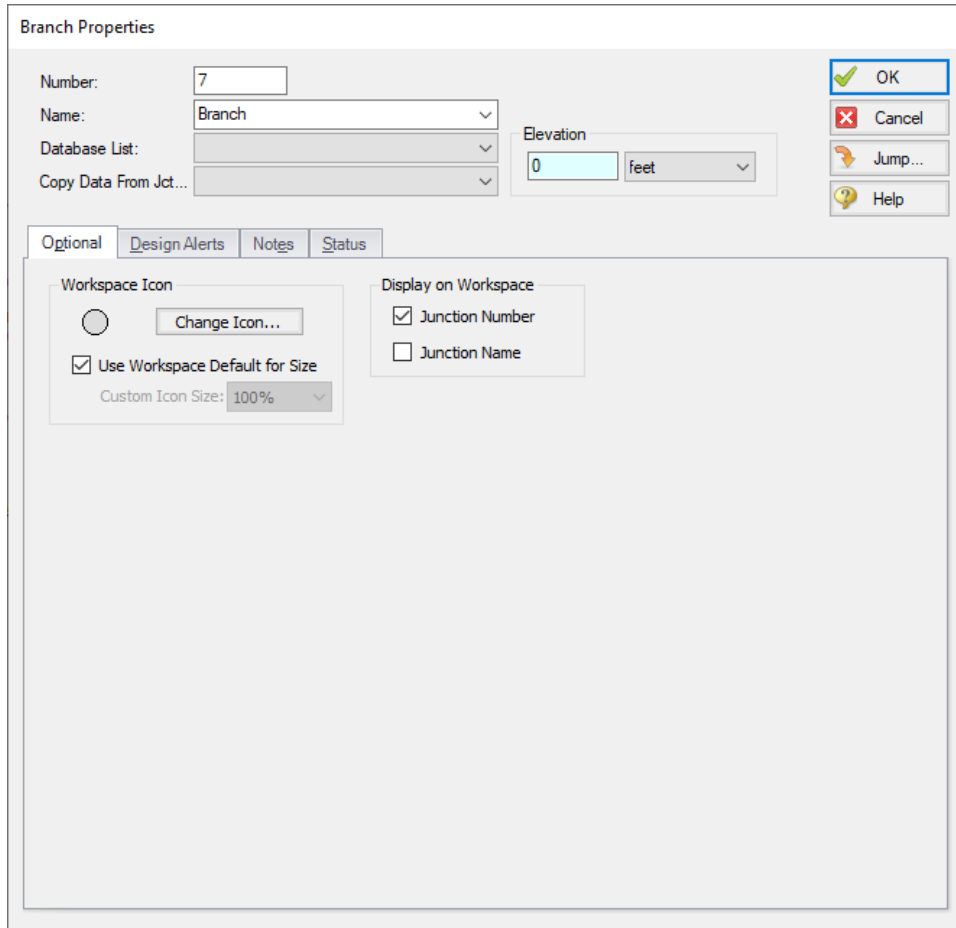 Branch Properties
Number: 7
OK
Name: Branch
Cancel
Database List:
Elevation
0 feet
Jump...
Copy Data From Jct...
Help
Optional Design Alerts Notes Status
Workspace Icon
Display on Workspace
Change Icon...
Junction Number
Use Workspace Default for Size
Junction Name
Custom Icon Size: 100%